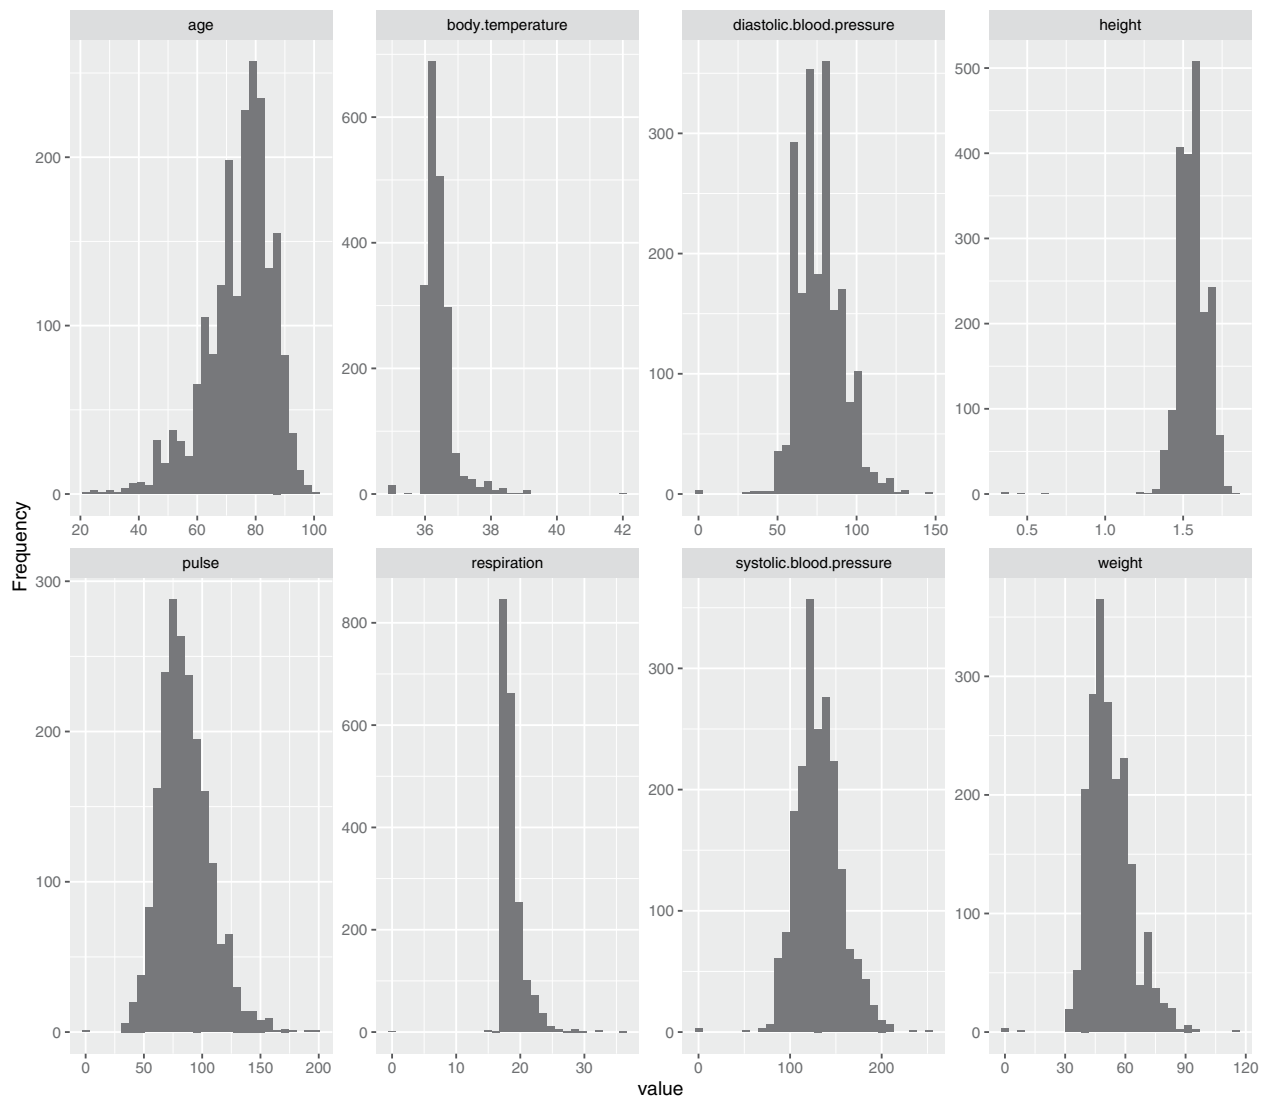 age
body.temperature
diastolic.blood.pressure
height
200
100
0
20 40 60 80 100
600
400
200
0
36 38 40 42
300
200
100
0
0 50 100 150
500
400
300
200
100
0
0.5 1.0 1.5
Frequency
pulse
respiration
systolic.blood.pressure
weight
300
200
100
0
0 50 100 150 200
800
600
400
200
0
0 10 20 30
300
200
100
0
0 100 200
300
200
100
0
0 30 60 90 120
value